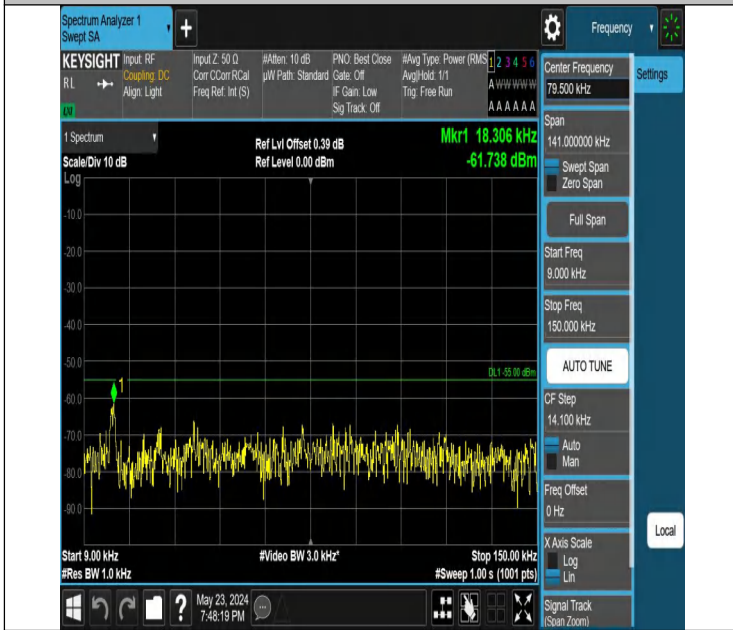 Spectrum Analyzer 1
Swept SA
+
Frequency
KEYSIGHT
RL
Input: RF
Coupling: DC
Align: Light
Input Z: 50 Ω
Corr CCorr RCal
Freq Ref: Int (S)
#Atten: 10 dB
µW Path: Standard
PNO: Best Close
Gate: Off
IF Gain: Low
Sig Track: Off
#Avg Type: Power (RMS
Avg|Hold: 1/1
Trig: Free Run
1 2 3 4 5 6
A W W W W W
A A A A A A
Center Frequency
79.500 kHz
Settings
Span
141.000000 kHz
Swept Span
Zero Span
Full Span
Start Freq
9.000 kHz
Stop Freq
150.000 kHz
AUTO TUNE
CF Step
14.100 kHz
Auto
Man
Freq Offset
0 Hz
X Axis Scale
Log
Lin
Signal Track
(Span Zoom)
Local
1 Spectrum
Scale/Div 10 dB
Ref Lvl Offset 0.39 dB
Ref Level 0.00 dBm
Mkr1 18.306 kHz
-61.738 dBm
Log
-10.0
-20.0
-30.0
-40.0
-50.0
DL1 -55.00 dBm
1
-60.0
-70.0
-80.0
-90.0
Start 9.00 kHz
#Video BW 3.0 kHz*
Stop 150.00 kHz
#Res BW 1.0 kHz
#Sweep 1.00 s (1001 pts)
?
May 23, 2024
7:48:19 PM